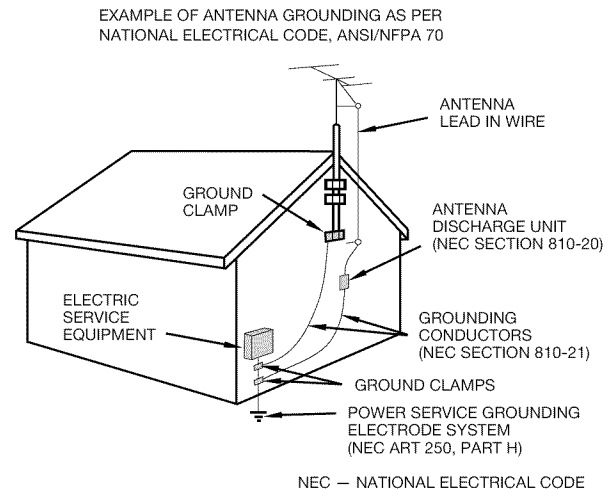 EXAMPLE OF ANTENNA GROUNDING AS PER
NATIONAL ELECTRICAL CODE, ANSI/NFPA 70
ANTENNA
LEAD IN WIRE
GROUND
CLAMP
ANTENNA
DISCHARGE UNIT
(NEC SECTION 810-20)
ELECTRIC
SERVICE
EQUIPMENT
GROUNDING
CONDUCTORS
(NEC SECTION 810-21)
GROUND CLAMPS
POWER SERVICE GROUNDING
ELECTRODE SYSTEM
(NEC ART 250, PART H)
NEC — NATIONAL ELECTRICAL CODE